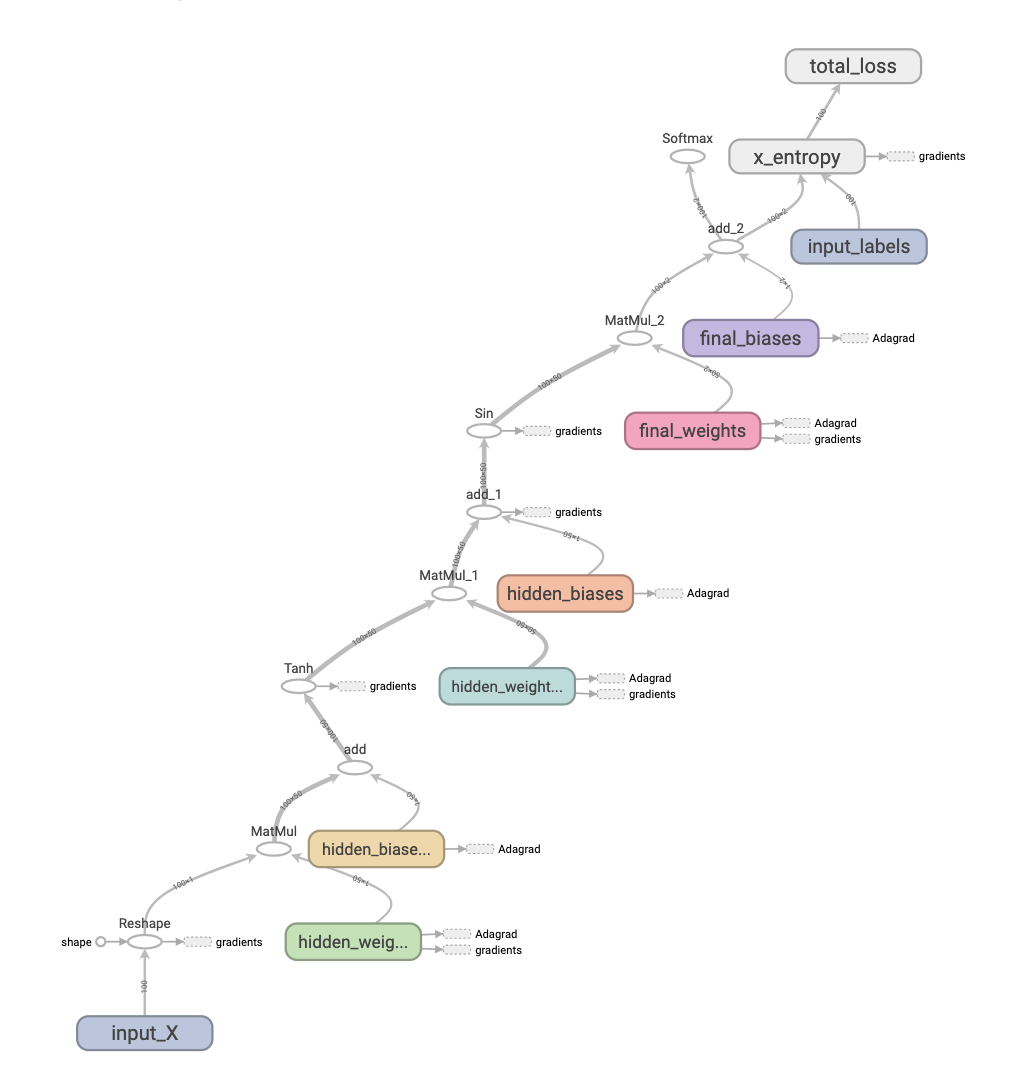 total_loss
100
Softmax
x_entropy
gradients
100×2
100×2
100
add_2
input_labels
100×2
1×2
MatMul_2
final_biases
Adagrad
100×50
50×2
Sin
gradients
final_weights
Adagrad
gradients
100×50
add_1
gradients
100×50
1×50
MatMul_1
hidden_biases
Adagrad
100×50
50×50
Tanh
gradients
hidden_weight...
Adagrad
gradients
100×50
add
100×50
1×50
MatMul
hidden_biase...
Adagrad
100×1
1×50
Reshape
shape
gradients
hidden_weig...
Adagrad
gradients
100
input_X